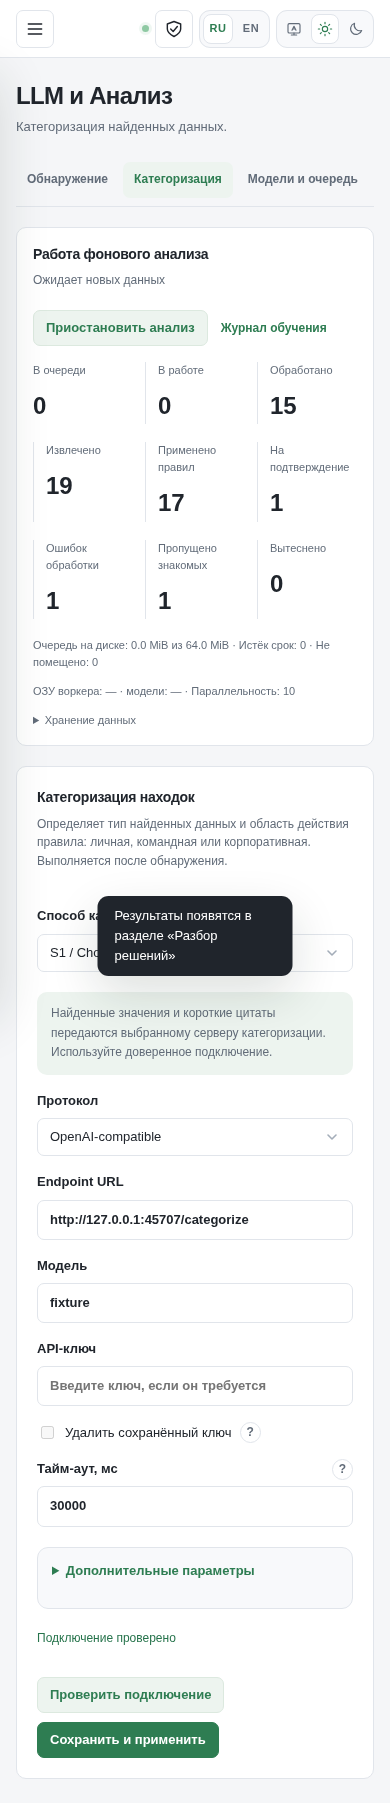 RU EN
LLM и Анализ
Категоризация найденных данных.
Обнаружение Категоризация Модели и очередь
Работа фонового анализа
Ожидает новых данных
Приостановить анализ Журнал обучения
В очереди В работе Обработано
0 0 15
Извлечено Применено правил На подтверждение
19 17 1
Ошибок обработки Пропущено знакомых Вытеснено
1 1 0
Очередь на диске: 0.0 MiB из 64.0 MiB · Истёк срок: 0 · Не
помещено: 0
ОЗУ воркера: — · модели: — · Параллельность: 10
Хранение данных
Категоризация находок
Определяет тип найденных данных и область действия
правила: личная, командная или корпоративная.
Выполняется после обнаружения.
Способ
S1 /
Результаты появятся в
разделе «Разбор
решений»
Найденные значения и короткие цитаты
передаются выбранному серверу категоризации.
Используйте доверенное подключение.
Протокол
OpenAI-compatible
Endpoint URL
http://127.0.0.1:45707/categorize
Модель
fixture
API-ключ
Введите ключ, если он требуется
Удалить сохранённый ключ ?
Тайм-аут, мс ?
30000
Дополнительные параметры
Подключение проверено
Проверить подключение
Сохранить и применить